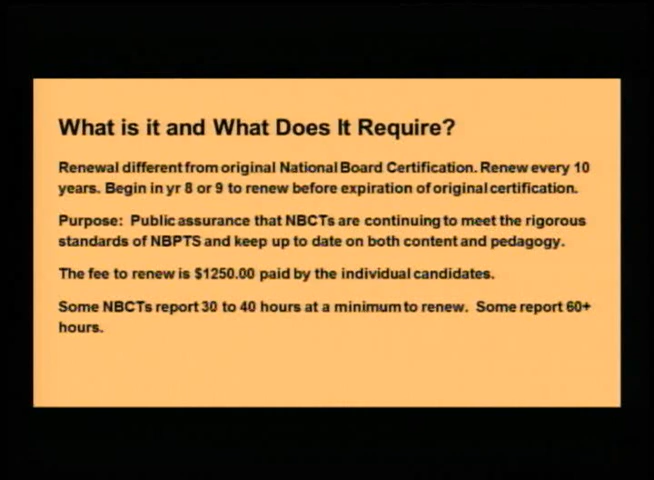 What is it and What Does It Require?
Renewal different from original National Board Certification. Renew every 10
years. Begin in yr 8 or 9 to renew before expiration of original certification.
Purpose: Public assurance that NBCTs are continuing to meet the rigorous
standards of NBPTS and keep up to date on both content and pedagogy.
The fee to renew is $1250.00 paid by the individual candidates.
Some NBCTs report 30 to 40 hours at a minimum to renew. Some report 60+
hours.